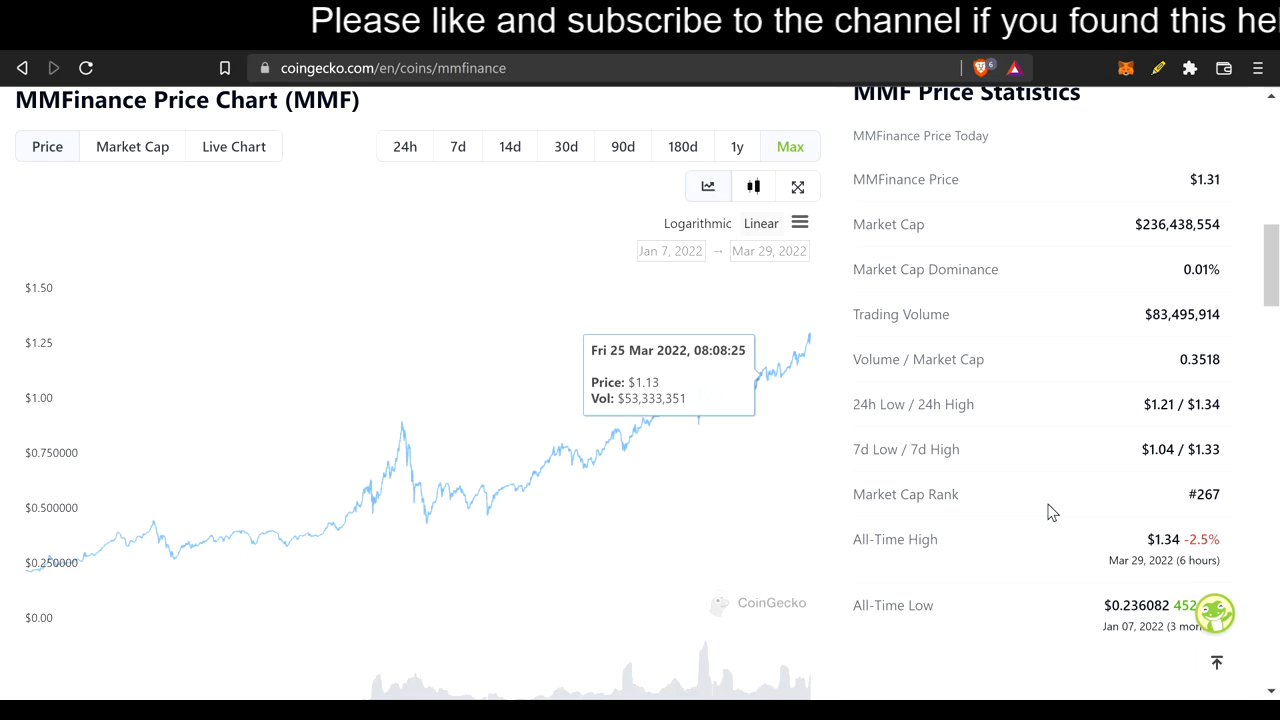 Please like and subscribe to the channel if you found this
coingecko.com/en/coins/mmfinance
6
MMFinance Price Chart (MMF)
Price Market Cap Live Chart
24h 7d 14d 30d 90d 180d 1y Max
Logarithmic Linear
Jan 7, 2022 → Mar 29, 2022
$1.50
$1.25
$1.00
$0.750000
$0.500000
$0.250000
$0.00
Fri 25 Mar 2022, 08:08:25
Price: $1.13
Vol: $53,333,351
CoinGecko
MMF Price Statistics
MMFinance Price Today
MMFinance Price $1.31
Market Cap $236,438,554
Market Cap Dominance 0.01%
Trading Volume $83,495,914
Volume / Market Cap 0.3518
24h Low / 24h High $1.21 / $1.34
7d Low / 7d High $1.04 / $1.33
Market Cap Rank #267
All-Time High $1.34 -2.5%
Mar 29, 2022 (6 hours)
All-Time Low $0.236082 452
Jan 07, 2022 (3